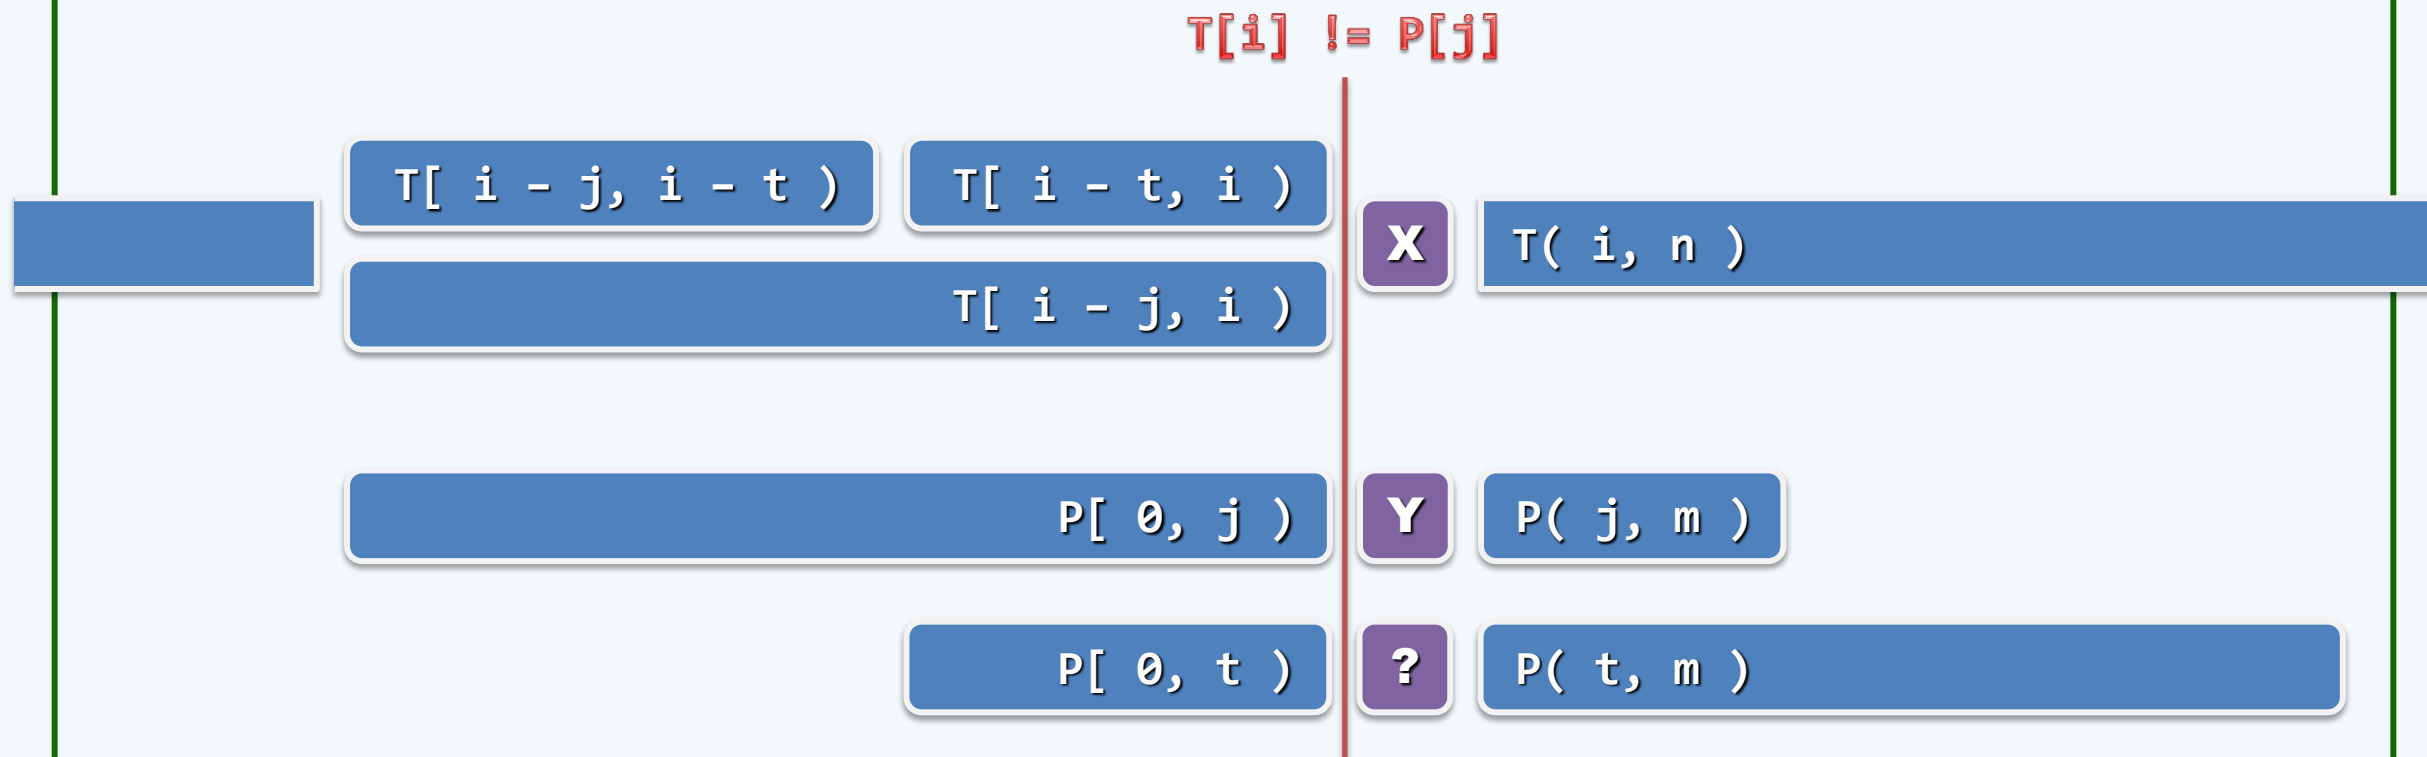 T[i] != P[j]
T[ i - j, i - t ) T[ i - t, i )
X T( i, n )
T[ i - j, i )
P[ 0, j ) Y P( j, m )
P[ 0, t ) ? P( t, m )